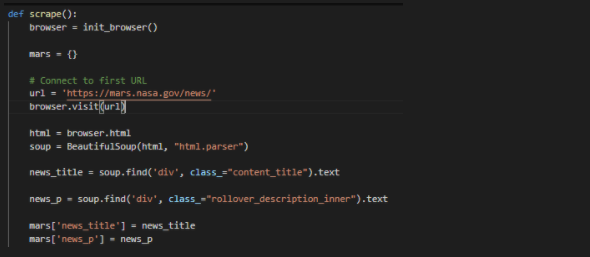 def scrape():
    browser = init_browser()
    mars = {}
    # Connect to first URL
    url = 'https://mars.nasa.gov/news/'
    browser.visit(url)
    html = browser.html
    soup = BeautifulSoup(html, "html.parser")
    news_title = soup.find('div', class_="content_title").text
    news_p = soup.find('div', class_="rollover_description_inner").text
    mars['news_title'] = news_title
    mars['news_p'] = news_p